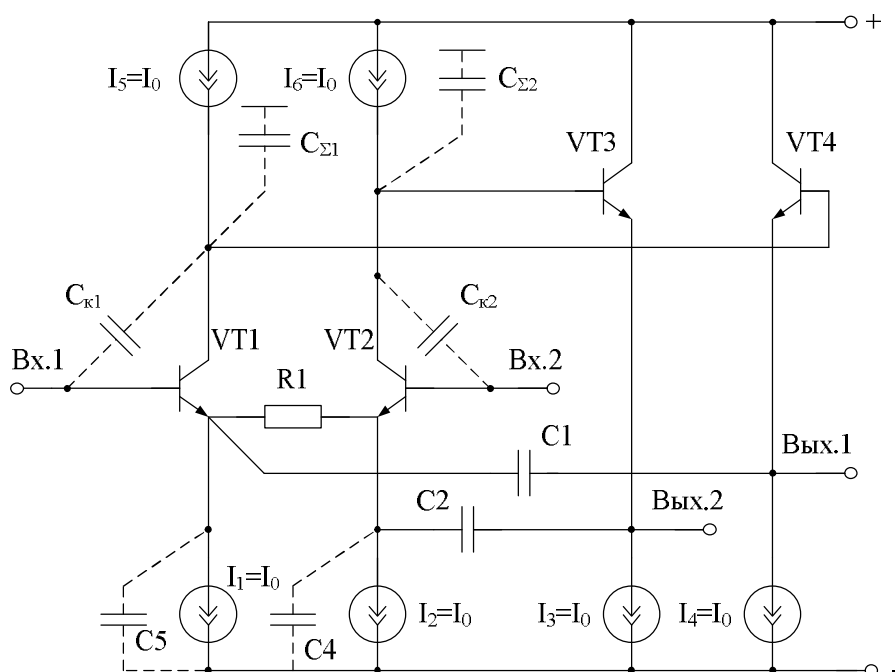 +
I₅=I₀
I₆=I₀
C_Σ2
C_Σ1
VT3
VT4
C_к1
C_к2
VT1
VT2
Вх.1
Вх.2
R1
C1
Вых.1
C2
Вых.2
I₁=I₀
I₂=I₀
I₃=I₀
I₄=I₀
C5
C4
-